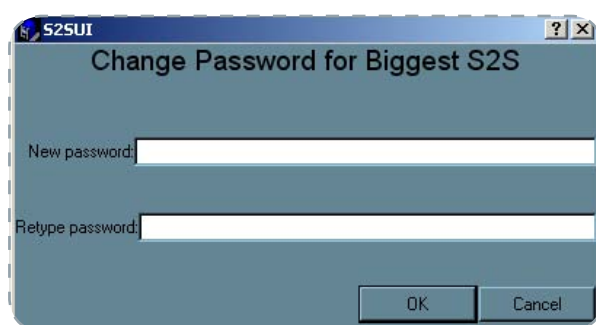 S2SUI
Change Password for Biggest S2S
New password:
Retype password:
OK Cancel